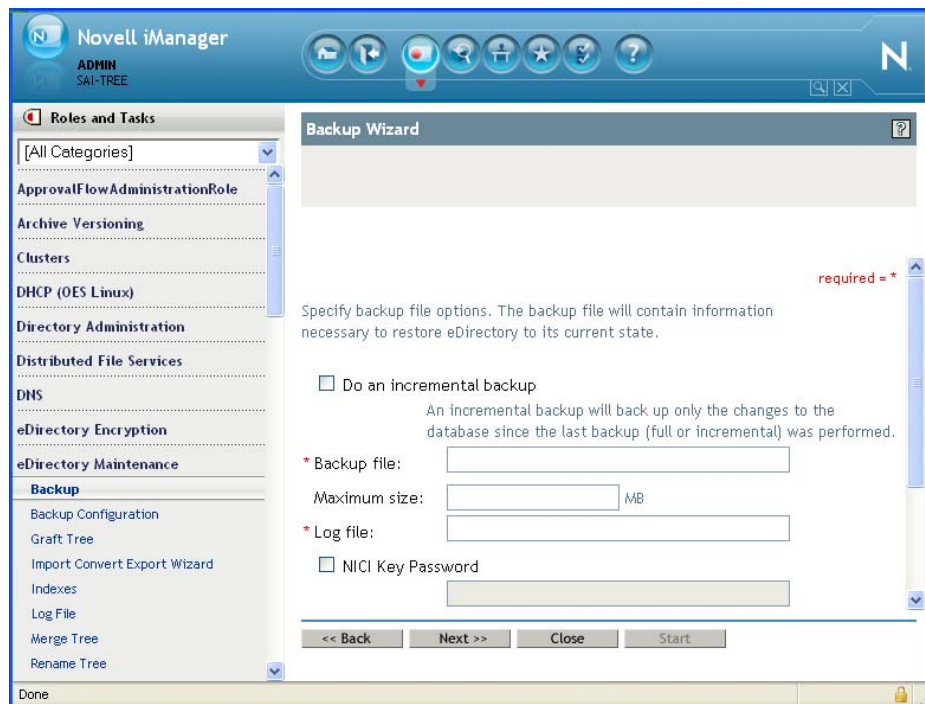 Novell iManager
ADMIN
SAI-TREE
N
N
?
Roles and Tasks
[All Categories]
ApprovalFlowAdministrationRole
Archive Versioning
Clusters
DHCP (OES Linux)
Directory Administration
Distributed File Services
DNS
eDirectory Encryption
eDirectory Maintenance
Backup
Backup Configuration
Graft Tree
Import Convert Export Wizard
Indexes
Log File
Merge Tree
Rename Tree
Backup Wizard
?
required = *
Specify backup file options. The backup file will contain information
necessary to restore eDirectory to its current state.
Do an incremental backup
An incremental backup will back up only the changes to the
database since the last backup (full or incremental) was performed.
* Backup file:
Maximum size: MB
* Log file:
NICI Key Password
<< Back Next >> Close Start
Done